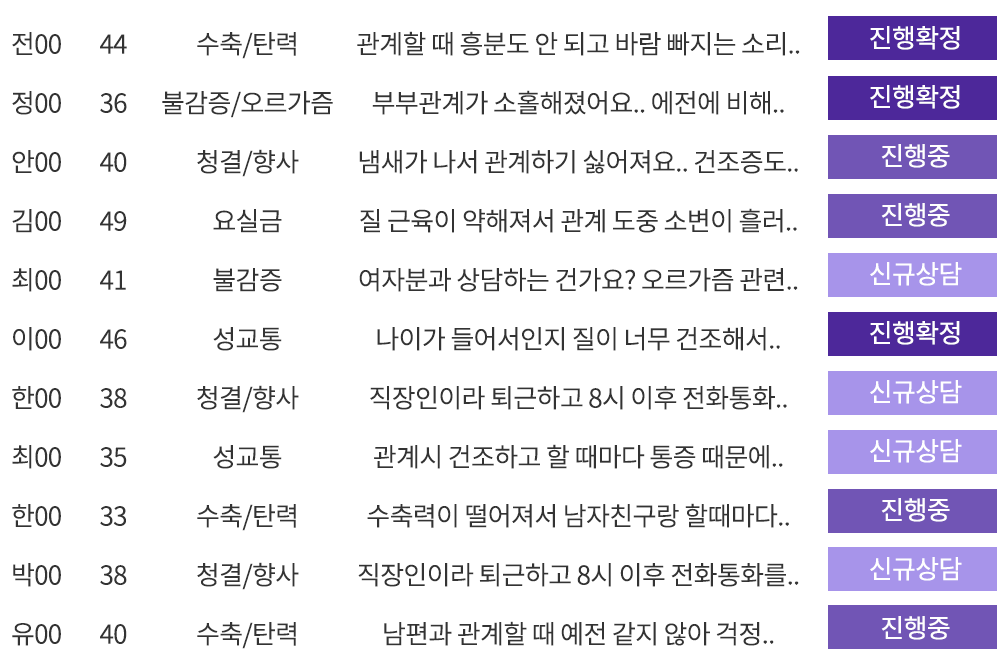 전00 44 수축/탄력 관계할 때 흥분도 안 되고 바람 빠지는 소리.. 진행확정
정00 36 불감증/오르가즘 부부관계가 소홀해졌어요.. 예전에 비해.. 진행확정
안00 40 청결/향사 냄새가 나서 관계하기 싫어져요.. 건조증도.. 진행중
김00 49 요실금 질 근육이 약해져서 관계 도중 소변이 흘러.. 진행중
최00 41 불감증 여자분과 상담하는 건가요? 오르가즘 관련.. 신규상담
이00 46 성교통 나이가 들어서인지 질이 너무 건조해서.. 진행확정
한00 38 청결/향사 직장인이라 퇴근하고 8시 이후 전화통화.. 신규상담
최00 35 성교통 관계시 건조하고 할 때마다 통증 때문에.. 신규상담
한00 33 수축/탄력 수축력이 떨어져서 남자친구랑 할때마다.. 진행중
박00 38 청결/향사 직장인이라 퇴근하고 8시 이후 전화통화를.. 신규상담
유00 40 수축/탄력 남편과 관계할 때 예전 같지 않아 걱정.. 진행중